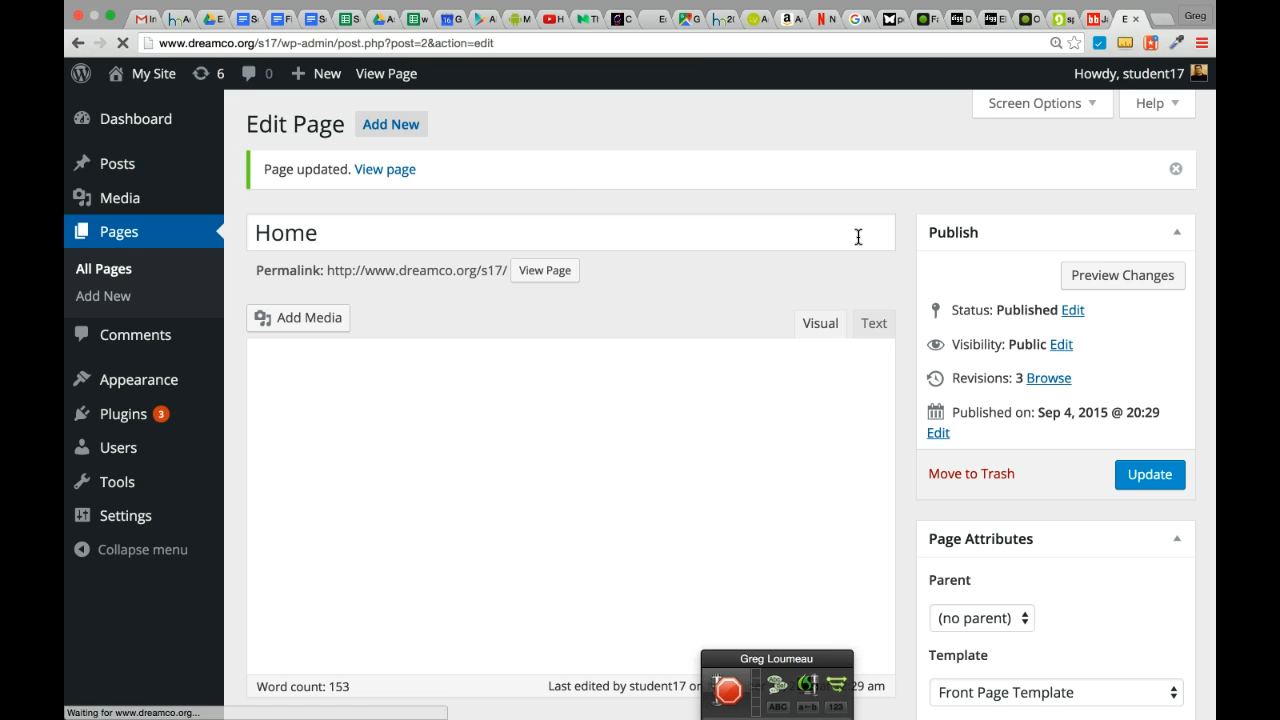 Greg
www.dreamco.org/s17/wp-admin/post.php?post=2&action=edit
My Site 6 0 New View Page Howdy, student17
Screen Options Help
Dashboard
Posts
Media
Pages
All Pages
Add New
Comments
Appearance
Plugins 3
Users
Tools
Settings
Collapse menu
Edit Page Add New
Page updated. View page
Home
Permalink: http://www.dreamco.org/s17/ View Page
Add Media
Visual Text
Word count: 153
Last edited by student17 on
29 am
Publish
Preview Changes
Status: Published Edit
Visibility: Public Edit
Revisions: 3 Browse
Published on: Sep 4, 2015 @ 20:29
Edit
Move to Trash Update
Page Attributes
Parent
(no parent)
Template
Front Page Template
Greg Loumeau
ABC a↔b 123
Waiting for www.dreamco.org...